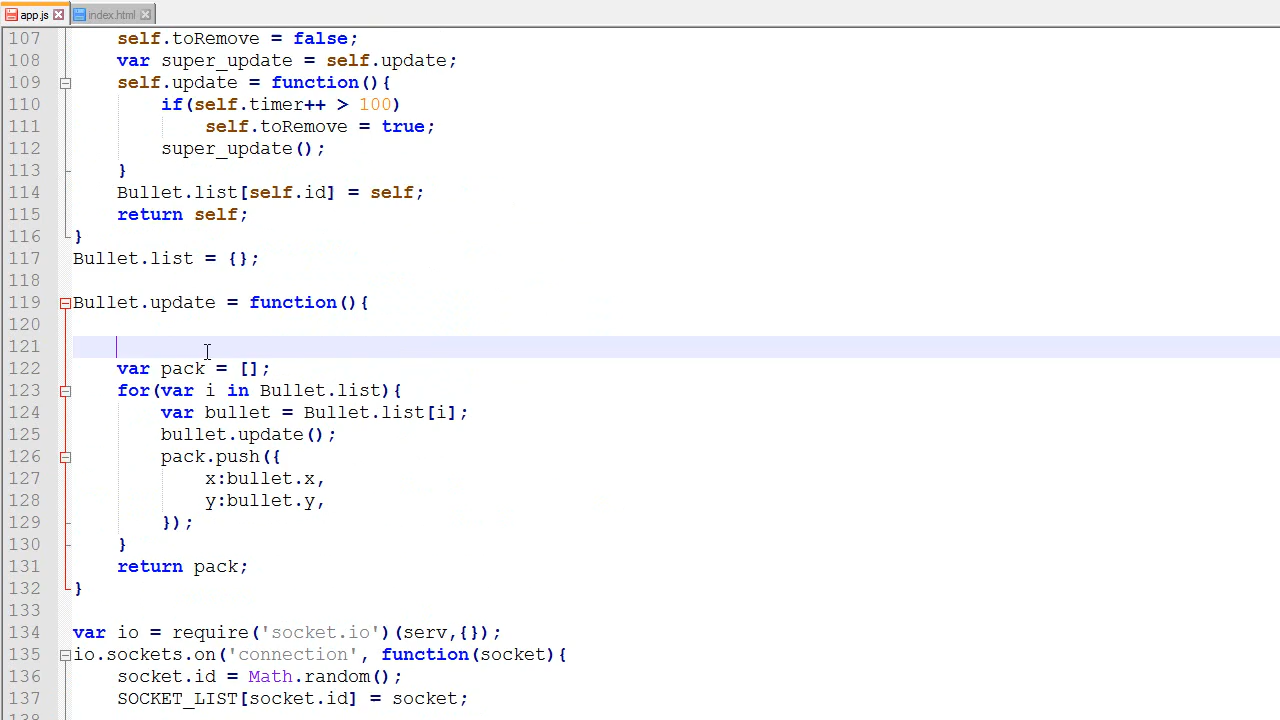 app.js index.html
107 self.toRemove = false;
108 var super_update = self.update;
109 self.update = function(){
110 if(self.timer++ > 100)
111 self.toRemove = true;
112 super_update();
113 }
114 Bullet.list[self.id] = self;
115 return self;
116 }
117 Bullet.list = {};
118
119 Bullet.update = function(){
120
121
122 var pack = [];
123 for(var i in Bullet.list){
124 var bullet = Bullet.list[i];
125 bullet.update();
126 pack.push({
127 x:bullet.x,
128 y:bullet.y,
129 });
130 }
131 return pack;
132 }
133
134 var io = require('socket.io')(serv,{});
135 io.sockets.on('connection', function(socket){
136 socket.id = Math.random();
137 SOCKET_LIST[socket.id] = socket;